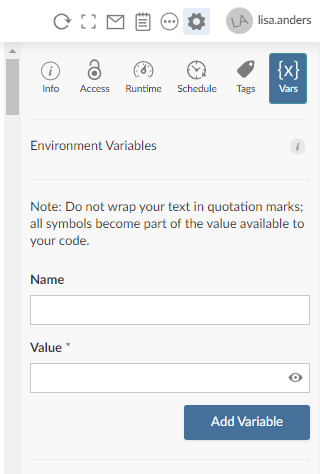 LA lisa.anders
{x}
Info Access Runtime Schedule Tags Vars
Environment Variables i
Note: Do not wrap your text in quotation marks;
all symbols become part of the value available to
your code.
Name
Value *
Add Variable